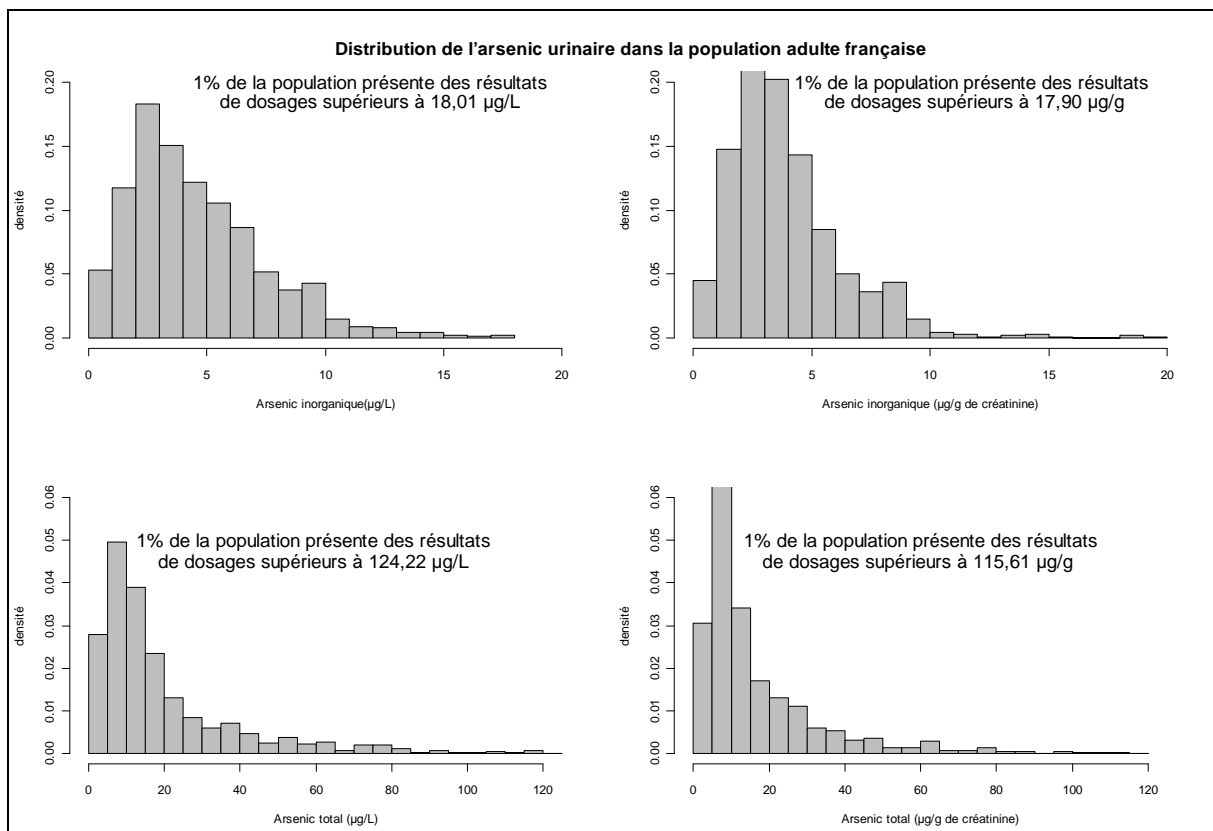 Distribution de l'arsenic urinaire dans la population adulte française
1% de la population présente des résultats
de dosages supérieurs à 18,01 µg/L
densité
0.00
0.05
0.10
0.15
0.20
0
5
10
15
20
Arsenic inorganique(µg/L)
1% de la population présente des résultats
de dosages supérieurs à 17,90 µg/g
densité
0.00
0.05
0.10
0.15
0.20
0
5
10
15
20
Arsenic inorganique (µg/g de créatinine)
1% de la population présente des résultats
de dosages supérieurs à 124,22 µg/L
densité
0.00
0.01
0.02
0.03
0.04
0.05
0.06
0
20
40
60
80
100
120
Arsenic total (µg/L)
1% de la population présente des résultats
de dosages supérieurs à 115,61 µg/g
densité
0.00
0.01
0.02
0.03
0.04
0.05
0.06
0
20
40
60
80
100
120
Arsenic total (µg/g de créatinine)